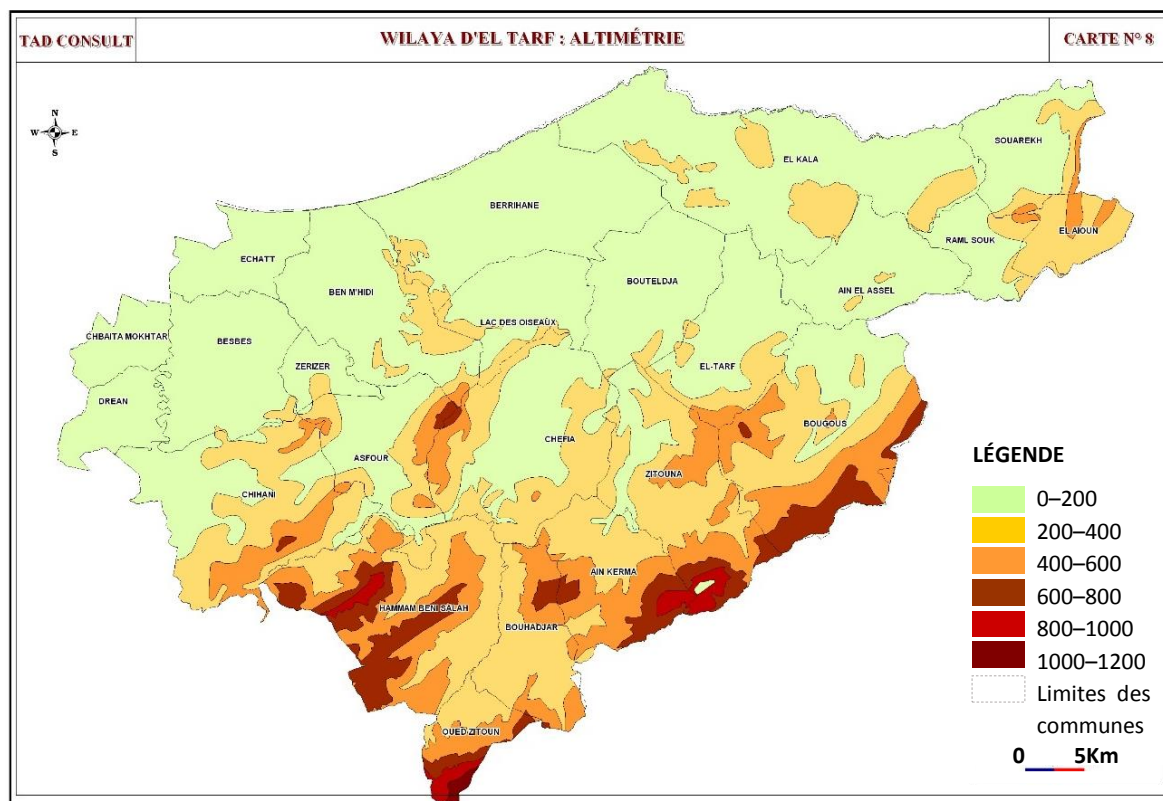 TAD CONSULT
WILAYA D'EL TARF : ALTIMÉTRIE
CARTE N° 8
N
W E
S
SOUAREKH
EL KALA
BERRIHANE
EL AIOUN
RAML SOUK
ECHATT
BOUTELDJA
BEN M'HIDI
AIN EL ASSEL
LAC DES OISEAUX
CHBAITA MOKHTAR
BESBES
ZERIZER
EL-TARF
DREAN
BOUGOUS
CHEFIA
ASFOUR
ZITOUNA
CHIHANI
AIN KERMA
HAMMAM BENI SALAH
BOUHADJAR
OUED ZITOUN
LÉGENDE
0–200
200–400
400–600
600–800
800–1000
1000–1200
Limites des
communes
0 5Km